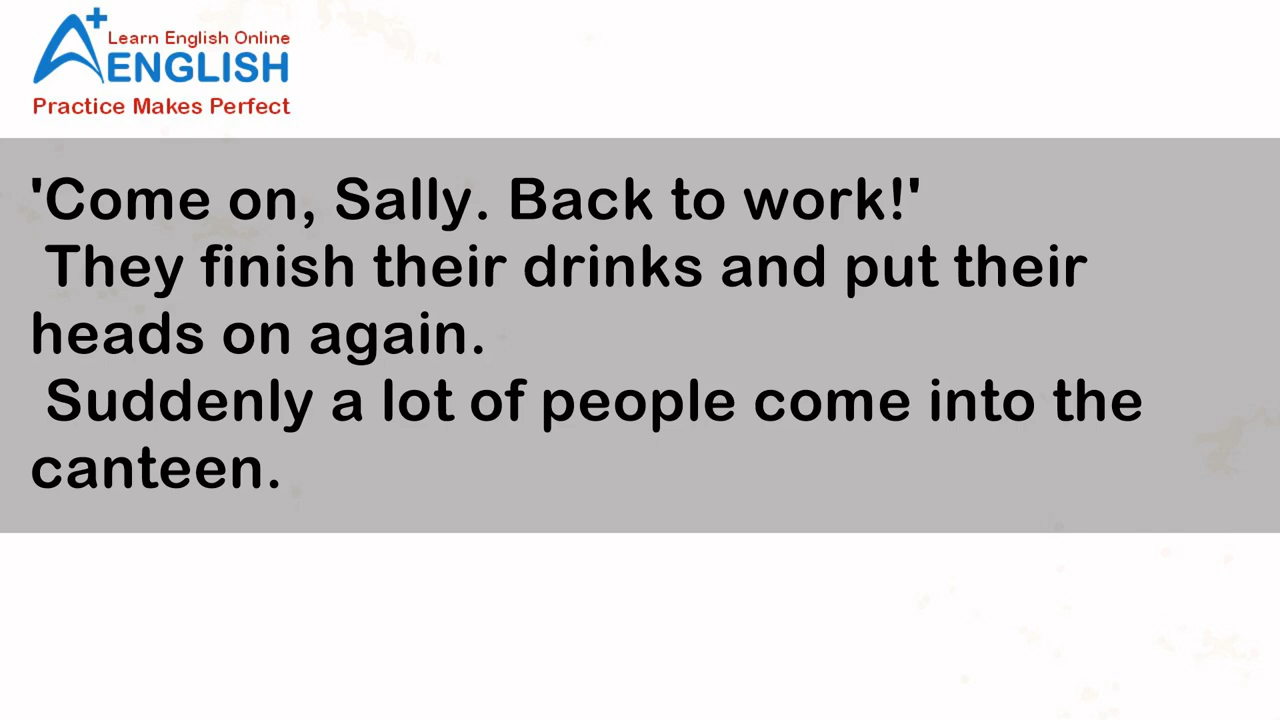 A+
Learn English Online
ENGLISH
Practice Makes Perfect
'Come on, Sally. Back to work!'
They finish their drinks and put their
heads on again.
Suddenly a lot of people come into the
canteen.